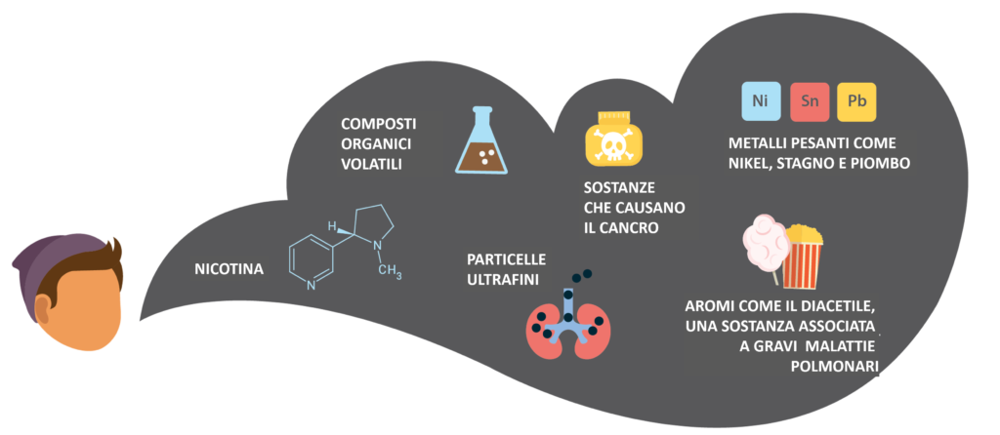 COMPOSTI
ORGANICI
VOLATILI
NICOTINA
H
N
CH3
N
SOSTANZE
CHE CAUSANO
IL CANCRO
PARTICELLE
ULTRAFINI
Ni Sn Pb
METALLI PESANTI COME
NIKEL, STAGNO E PIOMBO
AROMI COME IL DIACETILE,
UNA SOSTANZA ASSOCIATA
A GRAVI MALATTIE
POLMONARI